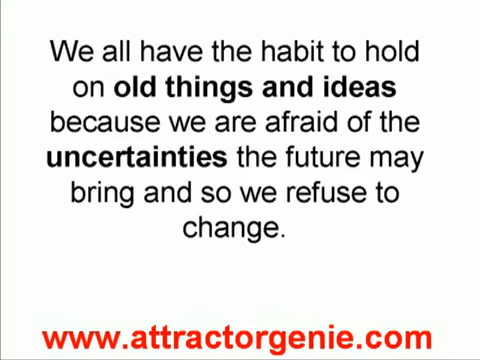 We all have the habit to hold
on old things and ideas
because we are afraid of the
uncertainties the future may
bring and so we refuse to
change.
www.attractorgenie.com